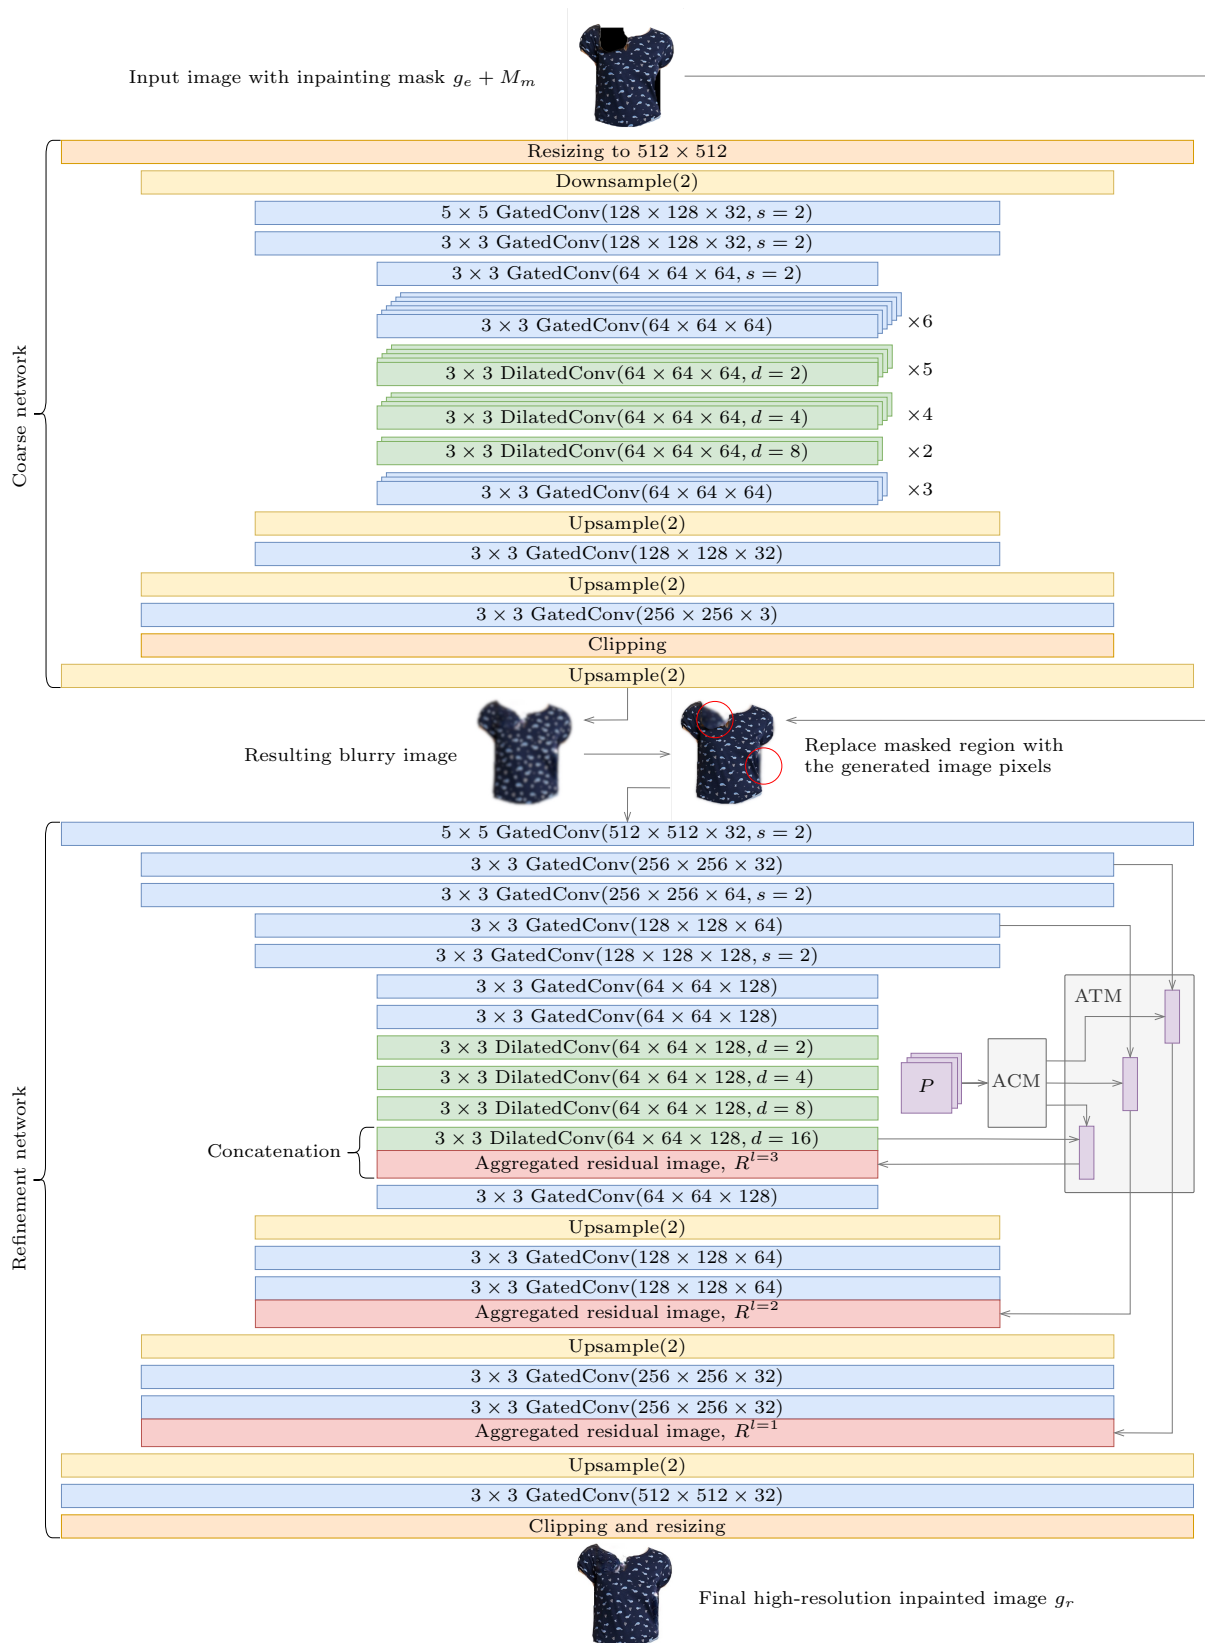 Input image with inpainting mask g_e + M_m
Resizing to 512 × 512
Downsample(2)
5 × 5 GatedConv(128 × 128 × 32, s = 2)
3 × 3 GatedConv(128 × 128 × 32, s = 2)
3 × 3 GatedConv(64 × 64 × 64, s = 2)
3 × 3 GatedConv(64 × 64 × 64)
×6
3 × 3 DilatedConv(64 × 64 × 64, d = 2)
×5
3 × 3 DilatedConv(64 × 64 × 64, d = 4)
×4
3 × 3 DilatedConv(64 × 64 × 64, d = 8)
×2
3 × 3 GatedConv(64 × 64 × 64)
×3
Upsample(2)
3 × 3 GatedConv(128 × 128 × 32)
Upsample(2)
3 × 3 GatedConv(256 × 256 × 3)
Clipping
Upsample(2)
Coarse network
Resulting blurry image
Replace masked region with
the generated image pixels
5 × 5 GatedConv(512 × 512 × 32, s = 2)
3 × 3 GatedConv(256 × 256 × 32)
3 × 3 GatedConv(256 × 256 × 64, s = 2)
3 × 3 GatedConv(128 × 128 × 64)
3 × 3 GatedConv(128 × 128 × 128, s = 2)
3 × 3 GatedConv(64 × 64 × 128)
3 × 3 GatedConv(64 × 64 × 128)
3 × 3 DilatedConv(64 × 64 × 128, d = 2)
3 × 3 DilatedConv(64 × 64 × 128, d = 4)
3 × 3 DilatedConv(64 × 64 × 128, d = 8)
3 × 3 DilatedConv(64 × 64 × 128, d = 16)
Concatenation
Aggregated residual image, R^{l=3}
P
ACM
ATM
3 × 3 GatedConv(64 × 64 × 128)
Upsample(2)
3 × 3 GatedConv(128 × 128 × 64)
3 × 3 GatedConv(128 × 128 × 64)
Aggregated residual image, R^{l=2}
Upsample(2)
3 × 3 GatedConv(256 × 256 × 32)
3 × 3 GatedConv(256 × 256 × 32)
Aggregated residual image, R^{l=1}
Upsample(2)
3 × 3 GatedConv(512 × 512 × 32)
Clipping and resizing
Refinement network
Final high-resolution inpainted image g_r